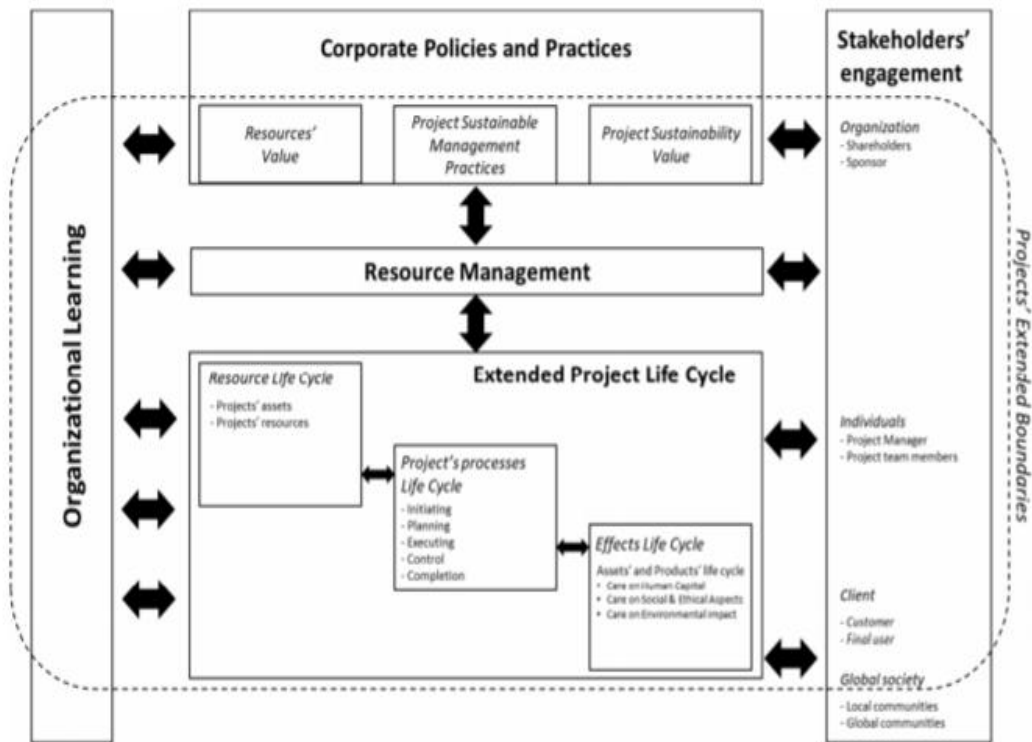 Organizational Learning
Corporate Policies and Practices
Resources'
Value
Project Sustainable
Management
Practices
Project Sustainability
Value
Resource Management
Extended Project Life Cycle
Resource Life Cycle
- Projects' assets
- Projects' resources
Project's processes
Life Cycle
- Initiating
- Planning
- Executing
- Control
- Completion
Effects Life Cycle
Assets' and Products' life cycle
• Care on Human Capital
• Care on Social & Ethical Aspects
• Care on Environmental impact
Stakeholders'
engagement
Organization
- Shareholders
- Sponsor
Individuals
- Project Manager
- Project team members
Client
- Customer
- Final user
Global society
- Local communities
- Global communities
Projects' Extended Boundaries